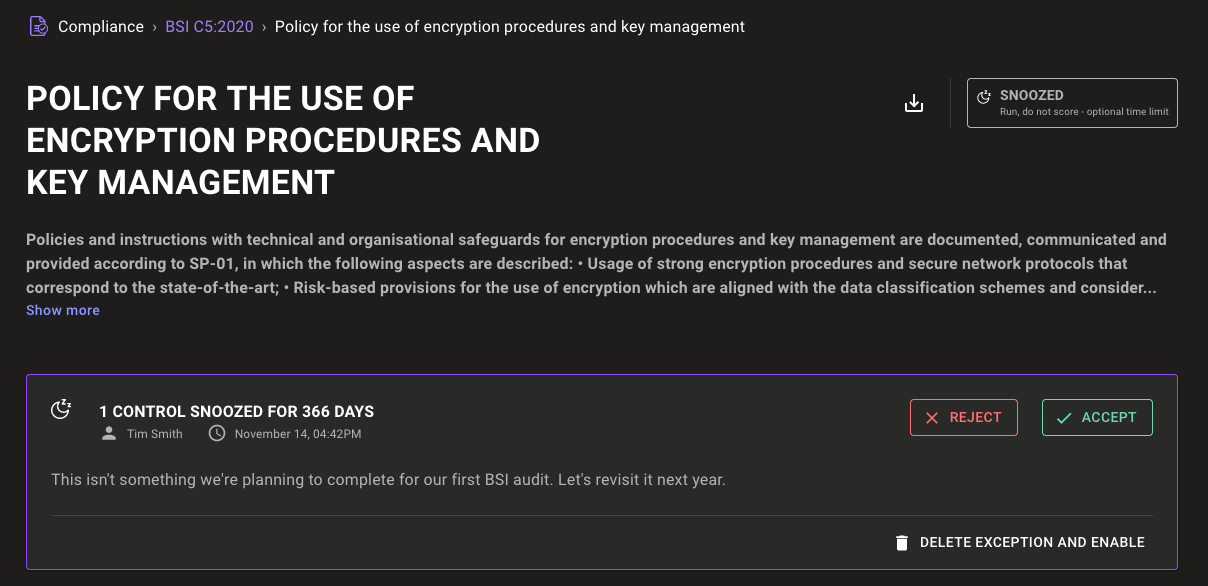 Compliance › BSI C5:2020 › Policy for the use of encryption procedures and key management
POLICY FOR THE USE OF
ENCRYPTION PROCEDURES AND
KEY MANAGEMENT
SNOOZED
Run, do not score - optional time limit
Policies and instructions with technical and organisational safeguards for encryption procedures and key management are documented, communicated and
provided according to SP-01, in which the following aspects are described: • Usage of strong encryption procedures and secure network protocols that
correspond to the state-of-the-art; • Risk-based provisions for the use of encryption which are aligned with the data classification schemes and consider...
Show more
1 CONTROL SNOOZED FOR 366 DAYS
Tim Smith November 14, 04:42PM
REJECT
ACCEPT
This isn't something we're planning to complete for our first BSI audit. Let's revisit it next year.
DELETE EXCEPTION AND ENABLE